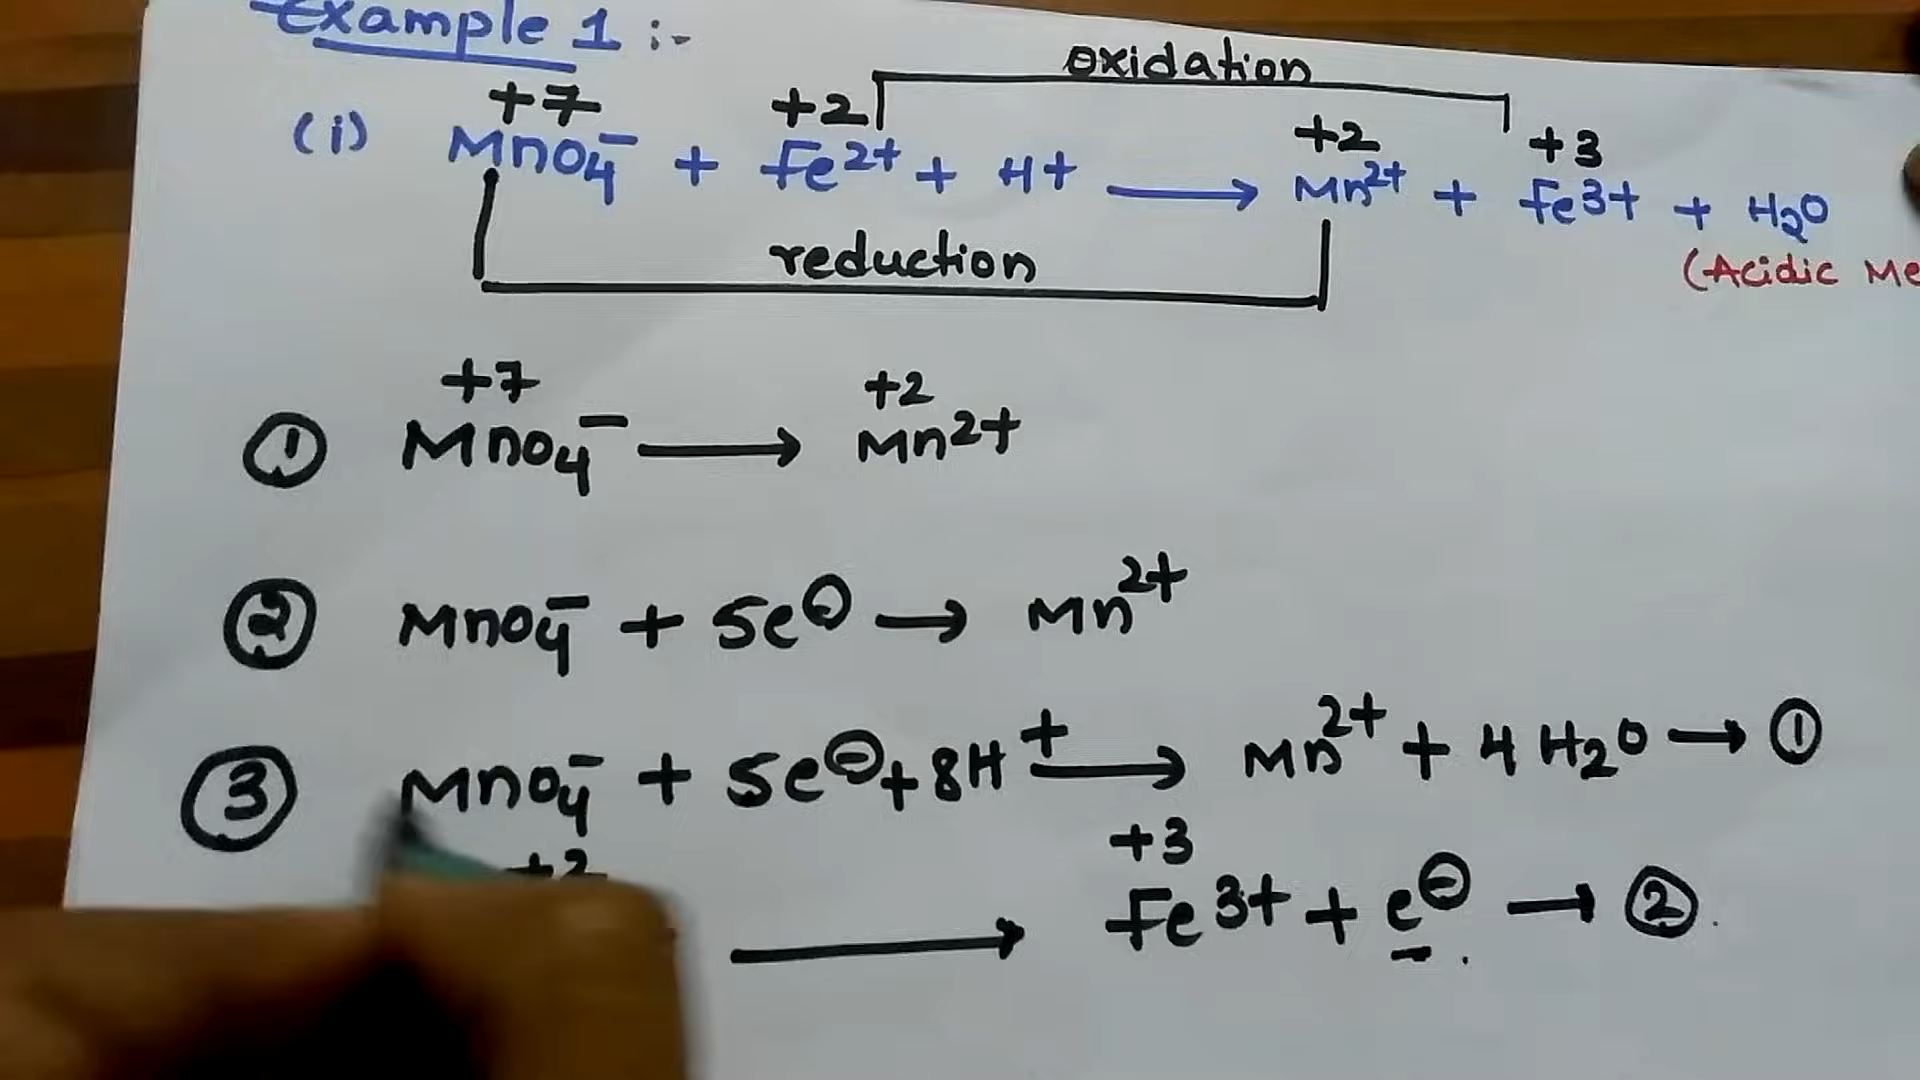 Example 1 :-
oxidation
+7 +2 +2 +3
(i) MnO4⁻ + Fe2+ + H+ ⟶ Mn2+ + Fe3+ + H2O
reduction
(Acidic
+7 +2
① MnO4⁻ ⟶ Mn2+
② MnO4⁻ + 5e⊖ → Mn2+
③ MnO4⁻ + 5e⊖ + 8H+ ⟶ Mn2+ + 4H2O → ①
+2 +3
⟶ Fe3+ + e⊖ → ②.